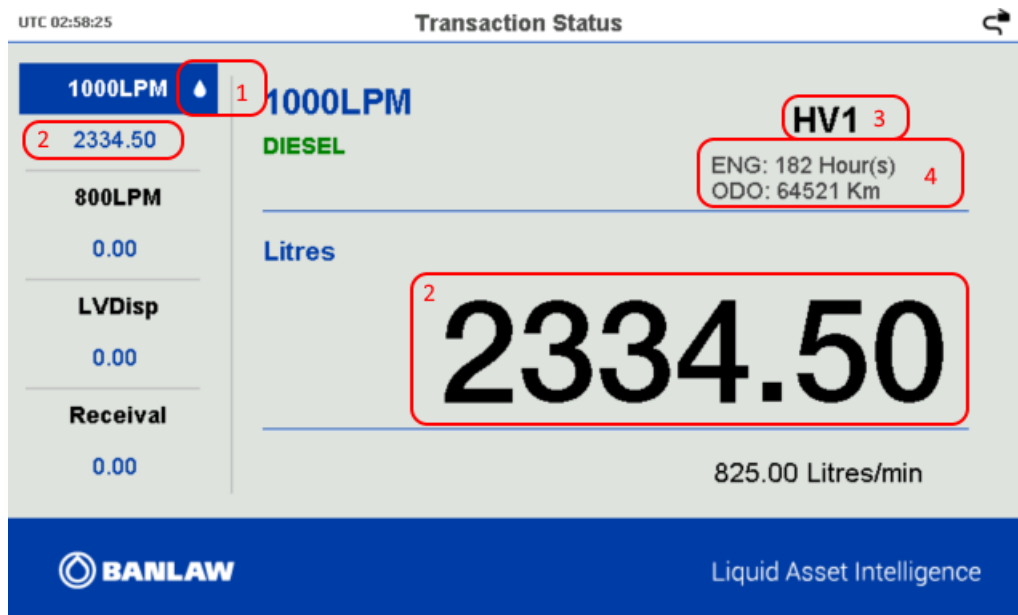 UTC 02:58:25
Transaction Status
1000LPM
1
2 2334.50
800LPM
0.00
LVDisp
0.00
Receival
0.00
1000LPM
DIESEL
HV1 3
ENG: 182 Hour(s)
ODO: 64521 Km
4
Litres
2
2334.50
825.00 Litres/min
BANLAW
Liquid Asset Intelligence